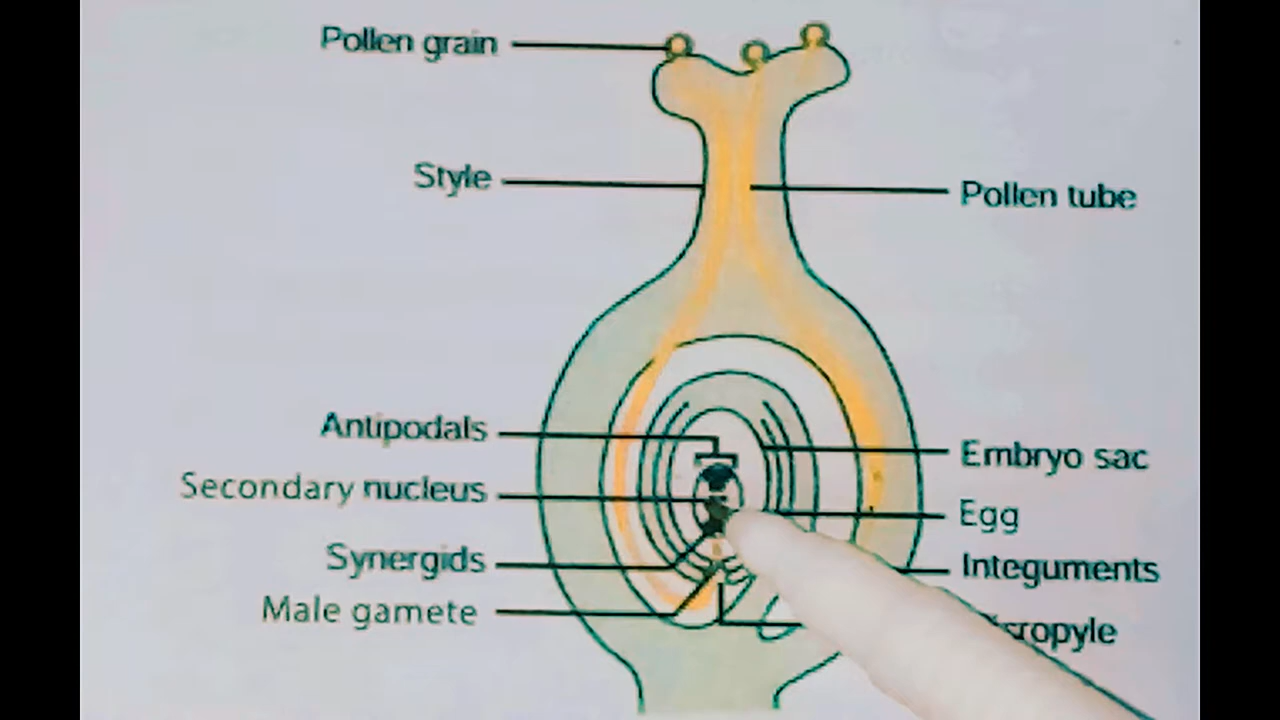 Pollen grain
Style
Pollen tube
Antipodals
Embryo sac
Secondary nucleus
Egg
Synergids
Integuments
Male gamete